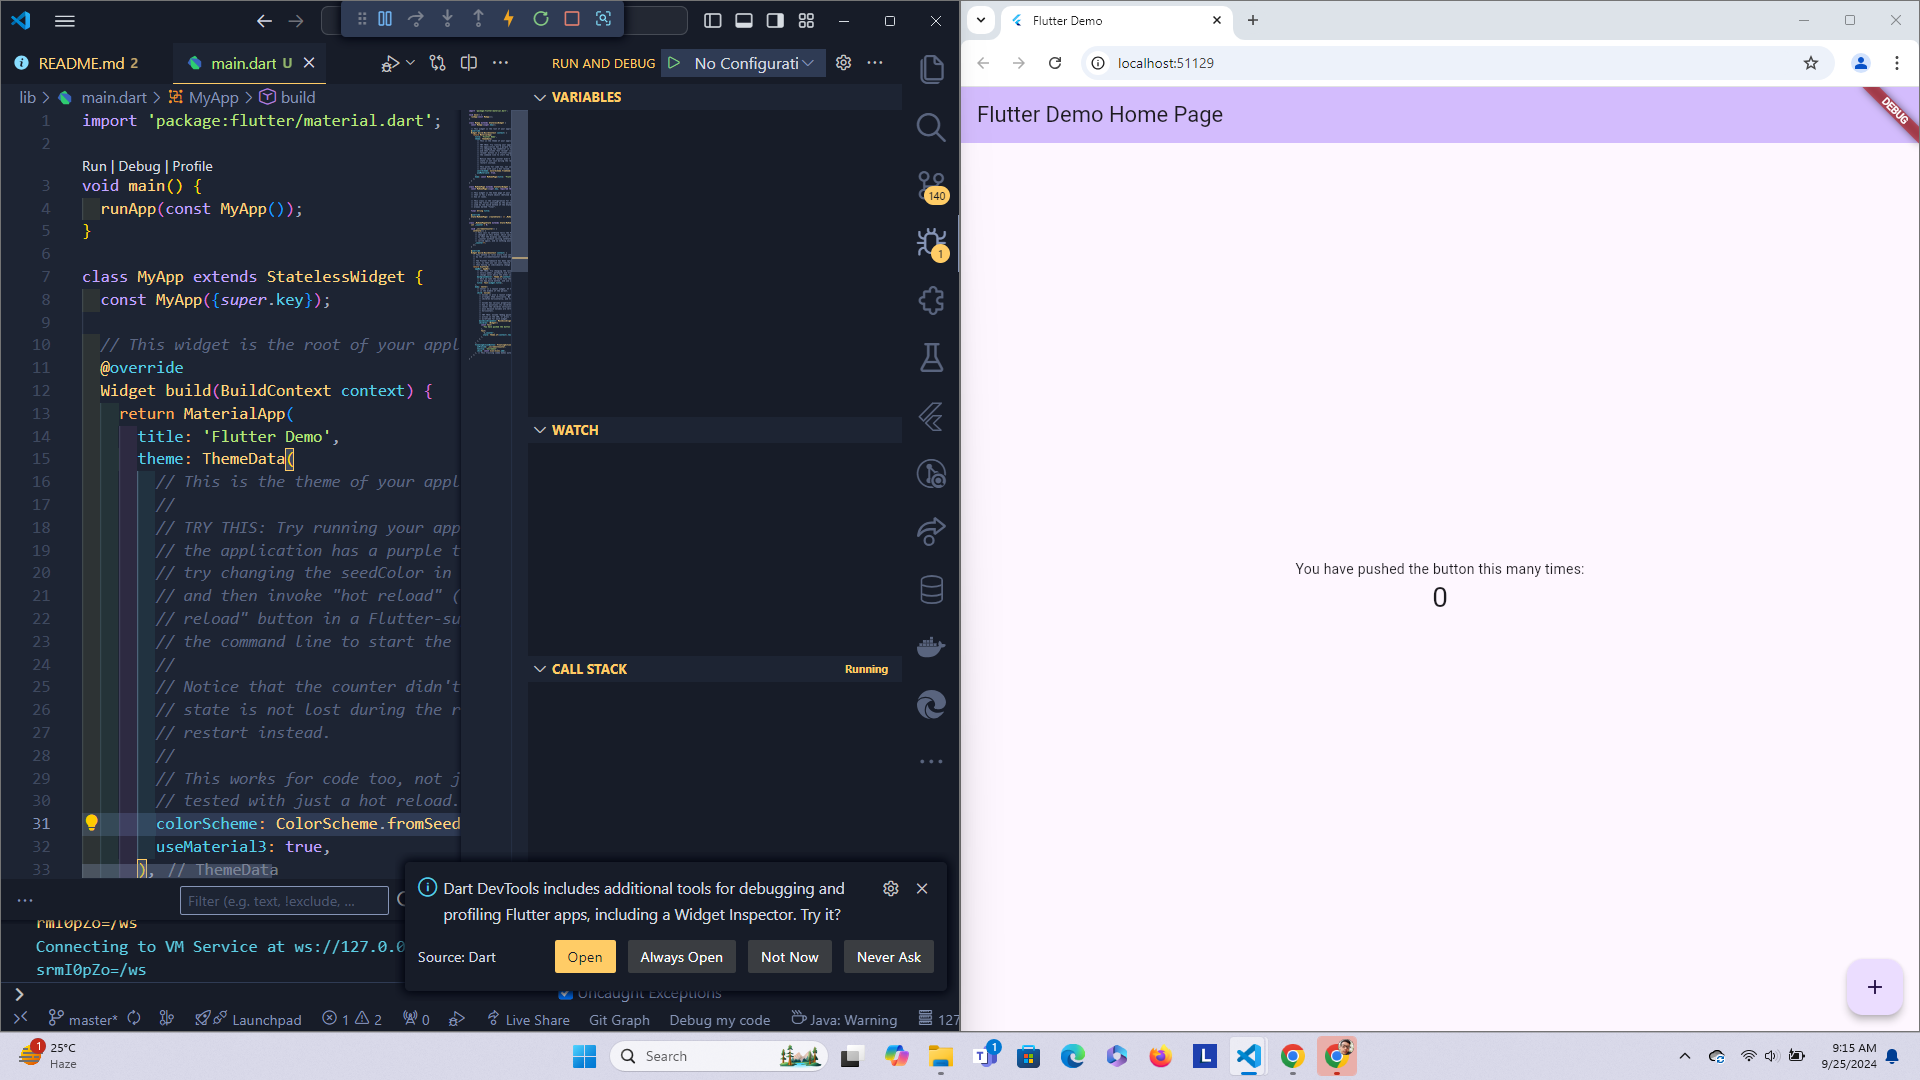 README.md 2
main.dart U
RUN AND DEBUG
No Configurati
lib
main.dart
MyApp
build
1 import 'package:flutter/material.dart';
2
Run | Debug | Profile
3 void main() {
4 runApp(const MyApp());
5 }
6
7 class MyApp extends StatelessWidget {
8 const MyApp({super.key});
9
10 // This widget is the root of your appl
11 @override
12 Widget build(BuildContext context) {
13 return MaterialApp(
14 title: 'Flutter Demo',
15 theme: ThemeData(
16 // This is the theme of your appl
17 //
18 // TRY THIS: Try running your app
19 // the application has a purple t
20 // try changing the seedColor in
21 // and then invoke "hot reload" (
22 // reload" button in a Flutter-su
23 // the command line to start the
24 //
25 // Notice that the counter didn't
26 // state is not lost during the r
27 // restart instead.
28 //
29 // This works for code too, not j
30 // tested with just a hot reload.
31 colorScheme: ColorScheme.fromSeed
32 useMaterial3: true,
33 ), // ThemeData
VARIABLES
WATCH
CALL STACK
Running
140
1
Filter (e.g. text, !exclude, ...
rmI0pZo=/ws
Connecting to VM Service at ws://127.0.0
srmI0pZo=/ws
Dart DevTools includes additional tools for debugging and
profiling Flutter apps, including a Widget Inspector. Try it?
Source: Dart
Open
Always Open
Not Now
Never Ask
Uncaught Exceptions
master*
Launchpad
1
2
0
Live Share
Git Graph
Debug my code
Java: Warning
127
Flutter Demo
localhost:51129
Flutter Demo Home Page
DEBUG
You have pushed the button this many times:
0
+
1
25°C
Haze
Search
1
L
9:15 AM
9/25/2024